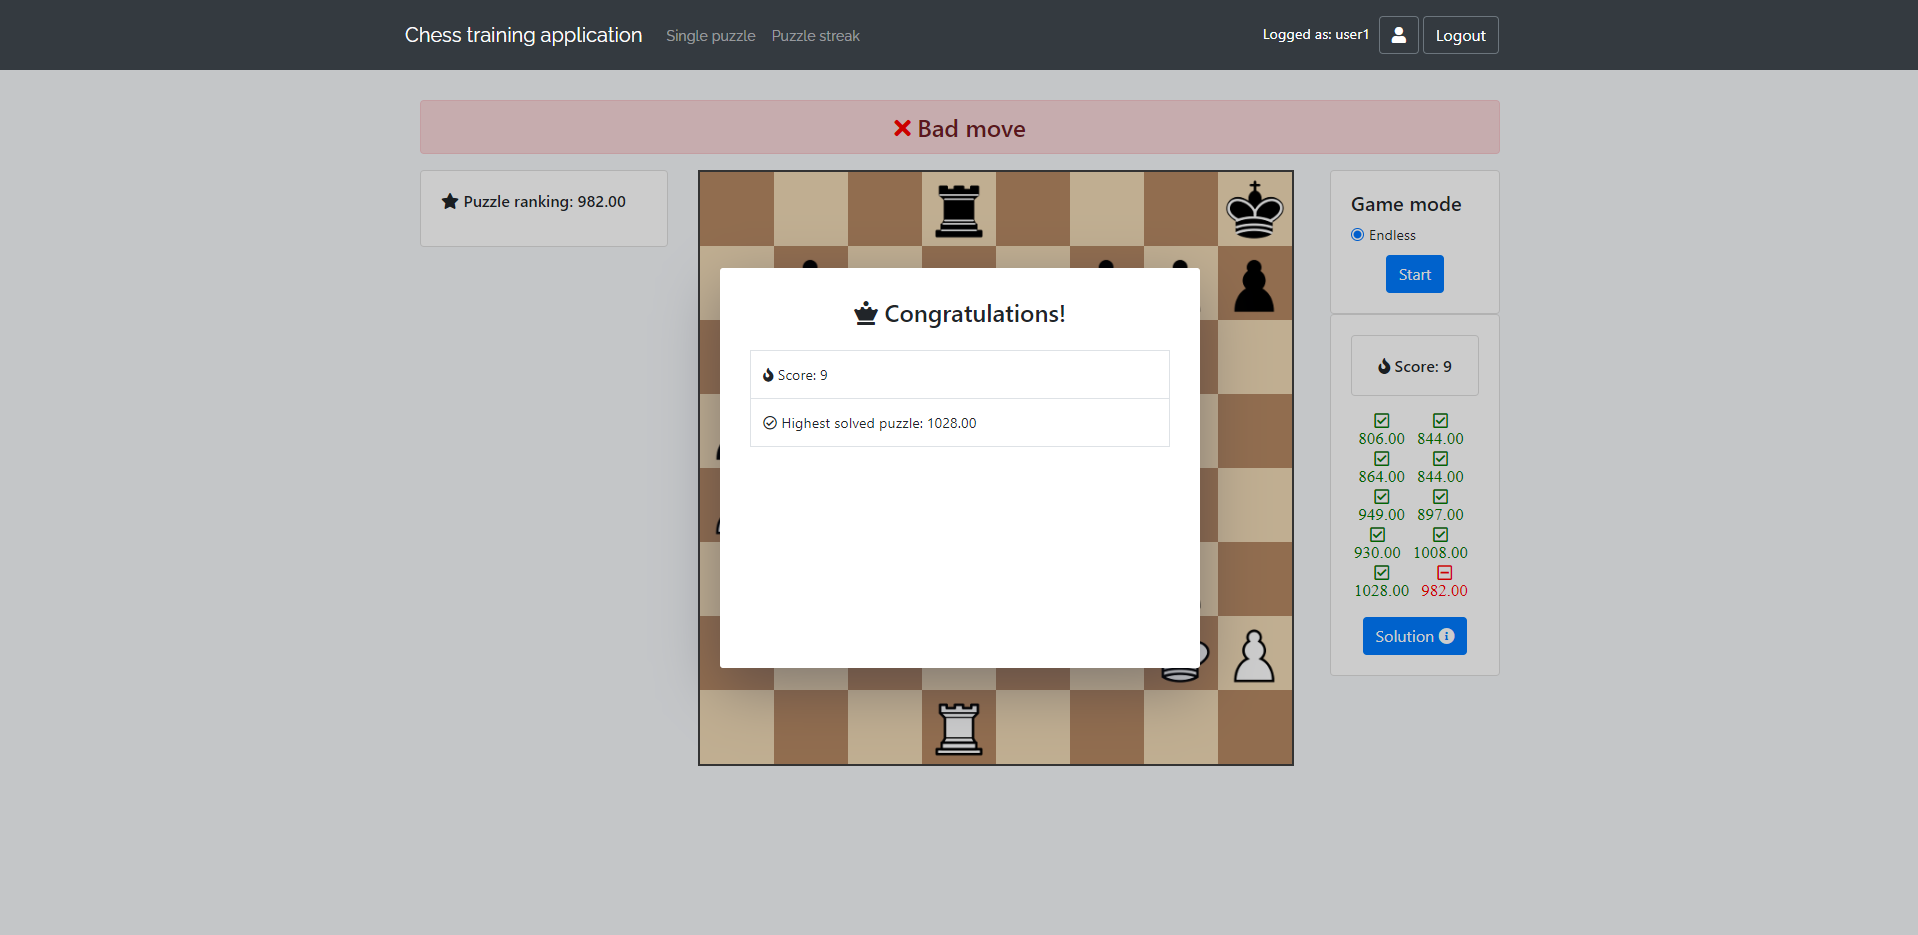 Chess training application
Single puzzle
Puzzle streak
Logged as: user1
Logout
Bad move
Puzzle ranking: 982.00
Congratulations!
Score: 9
Highest solved puzzle: 1028.00
Game mode
Endless
Start
Score: 9
806.00 844.00
864.00 844.00
949.00 897.00
930.00 1008.00
1028.00 982.00
Solution